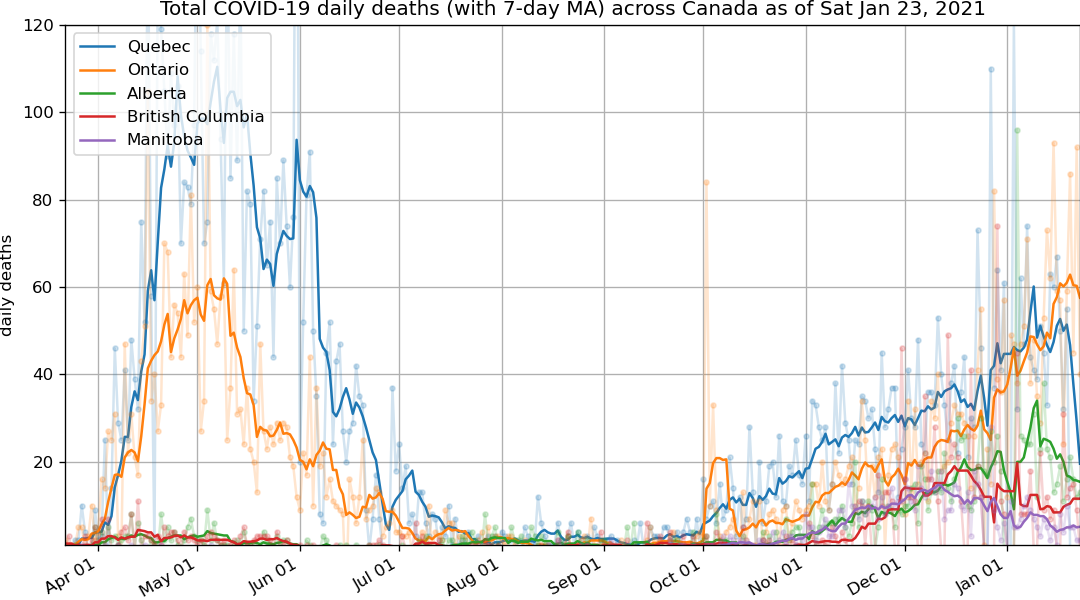 Total COVID-19 daily deaths (with 7-day MA) across Canada as of Sat Jan 23, 2021
120
100
80
60
40
20
daily deaths
Quebec
Ontario
Alberta
British Columbia
Manitoba
Apr 01
May 01
Jun 01
Jul 01
Aug 01
Sep 01
Oct 01
Nov 01
Dec 01
Jan 01